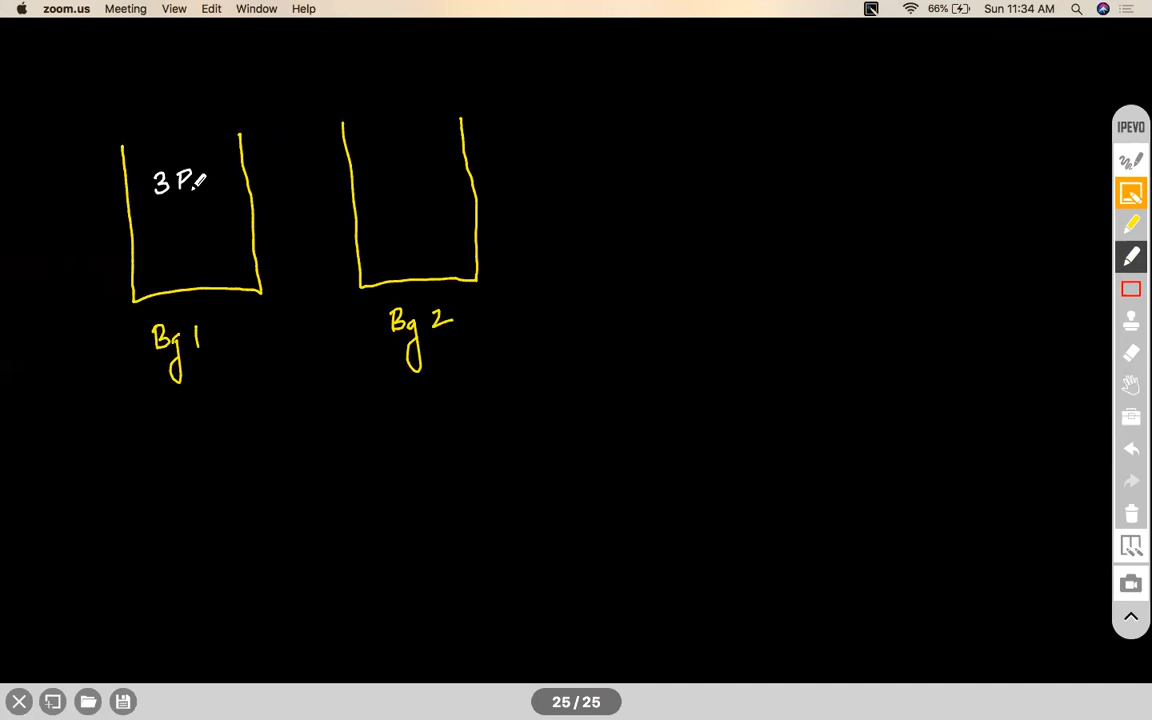 zoom.us Meeting View Edit Window Help 66% Sun 11:34 AM
IPEVO
3 P
Bg 1
Bg 2
25 / 25